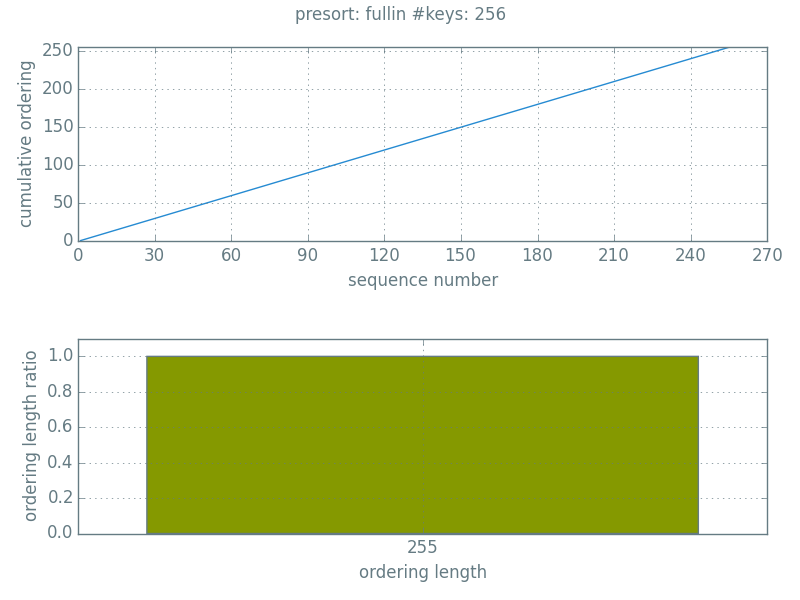 presort: fullin #keys: 256
cumulative ordering
250
200
150
100
50
0
0 30 60 90 120 150 180 210 240 270
sequence number
ordering length ratio
1.0
0.8
0.6
0.4
0.2
0.0
255
ordering length